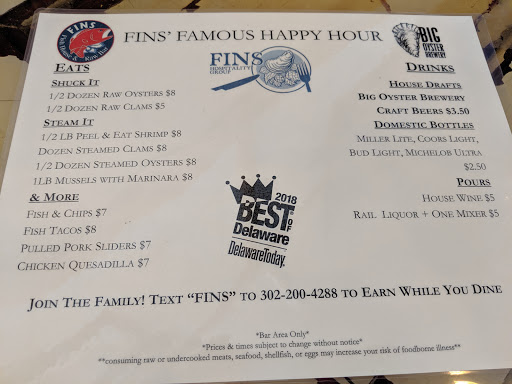 FINS
FINS' FAMOUS HAPPY HOUR
BIG
OYSTER
BREWERY
FINS
HOSPITALITY
GROUP
EATS
SHUCK IT
1/2 DOZEN RAW OYSTERS $8
1/2 DOZEN RAW CLAMS $5
STEAM IT
1/2 LB PEEL & EAT SHRIMP $8
DOZEN STEAMED CLAMS $8
1/2 DOZEN STEAMED OYSTERS $8
1LB MUSSELS WITH MARINARA $8
& MORE
FISH & CHIPS $7
FISH TACOS $8
PULLED PORK SLIDERS $7
CHICKEN QUESADILLA $7
2018
BEST OF
Delaware
DelawareToday.
DRINKS
HOUSE DRAFTS
BIG OYSTER BREWERY
CRAFT BEERS $3.50
DOMESTIC BOTTLES
MILLER LITE, COORS LIGHT,
BUD LIGHT, MICHELOB ULTRA
$2.50
POURS
HOUSE WINE $5
RAIL LIQUOR + ONE MIXER $5
JOIN THE FAMILY! TEXT "FINS" TO 302-200-4288 TO EARN WHILE YOU DINE
*Bar Area Only*
*Prices & times subject to change without notice*
**consuming raw or undercooked meats, seafood, shellfish, or eggs may increase your risk of foodborne illness**